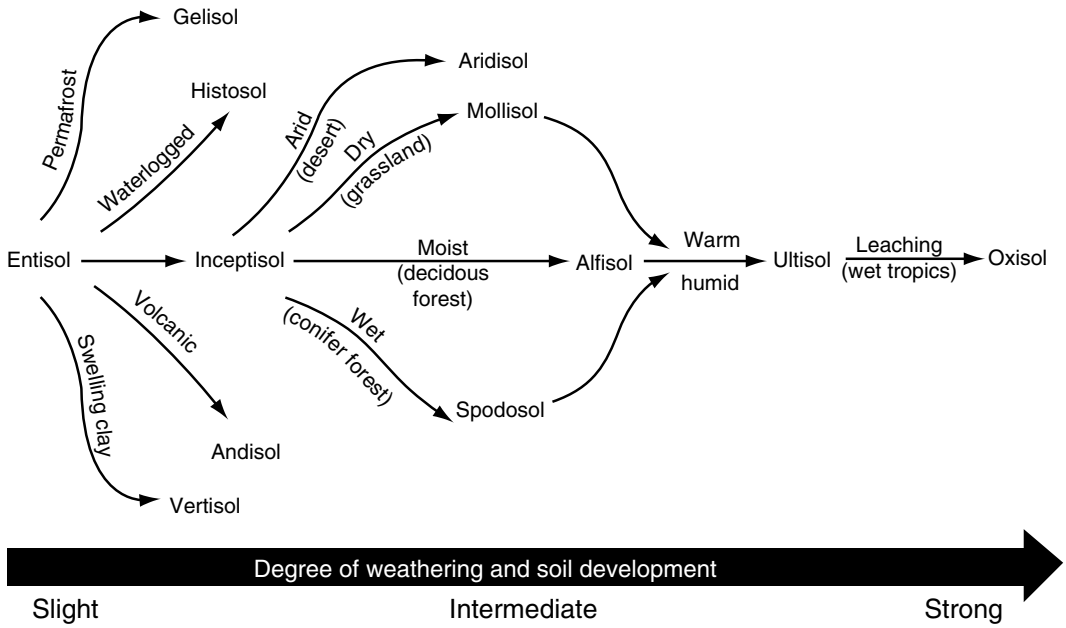 Gelisol
Permafrost
Histosol
Waterlogged
Arid
(desert)
Aridisol
Dry
(grassland)
Mollisol
Entisol
Inceptisol
Moist
(decidous
forest)
Alfisol
Warm
humid
Ultisol
Leaching
(wet tropics)
Oxisol
Volcanic
Swelling clay
Wet
(conifer forest)
Spodosol
Andisol
Vertisol
Degree of weathering and soil development
Slight
Intermediate
Strong